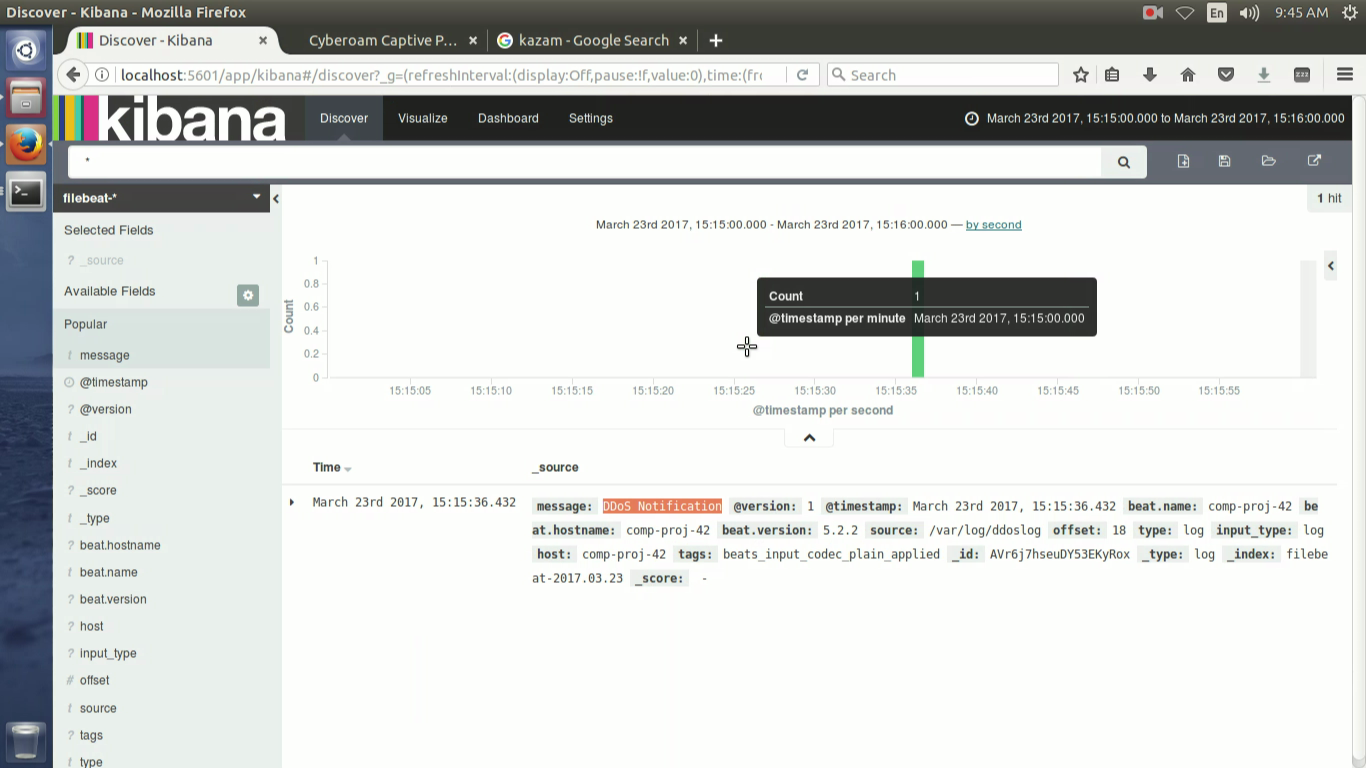 Discover - Kibana - Mozilla Firefox
En
9:45 AM
Discover - Kibana
Cyberoam Captive P...
kazam - Google Search
localhost:5601/app/kibana#/discover?_g=(refreshInterval:(display:Off,pause:!f,value:0),time:(fro
Search
kibana
Discover
Visualize
Dashboard
Settings
March 23rd 2017, 15:15:00.000 to March 23rd 2017, 15:16:00.000
*
filebeat-*
1 hit
Selected Fields
? _source
Available Fields
Popular
t message
@timestamp
? @version
t _id
t _index
? _score
t _type
? beat.hostname
t beat.name
t beat.version
? host
? input_type
# offset
t source
? tags
t type
March 23rd 2017, 15:15:00.000 - March 23rd 2017, 15:16:00.000 — by second
Count
1
0.8
0.6
0.4
0.2
0
Count 1
@timestamp per minute March 23rd 2017, 15:15:00.000
15:15:05 15:15:10 15:15:15 15:15:20 15:15:25 15:15:30 15:15:35 15:15:40 15:15:45 15:15:50 15:15:55
@timestamp per second
Time _source
March 23rd 2017, 15:15:36.432
message: DDoS Notification @version: 1 @timestamp: March 23rd 2017, 15:15:36.432 beat.name: comp-proj-42 be
at.hostname: comp-proj-42 beat.version: 5.2.2 source: /var/log/ddoslog offset: 18 type: log input_type: log
host: comp-proj-42 tags: beats_input_codec_plain_applied _id: AVr6j7hseuDY53EKyRox _type: log _index: filebe
at-2017.03.23 _score: -